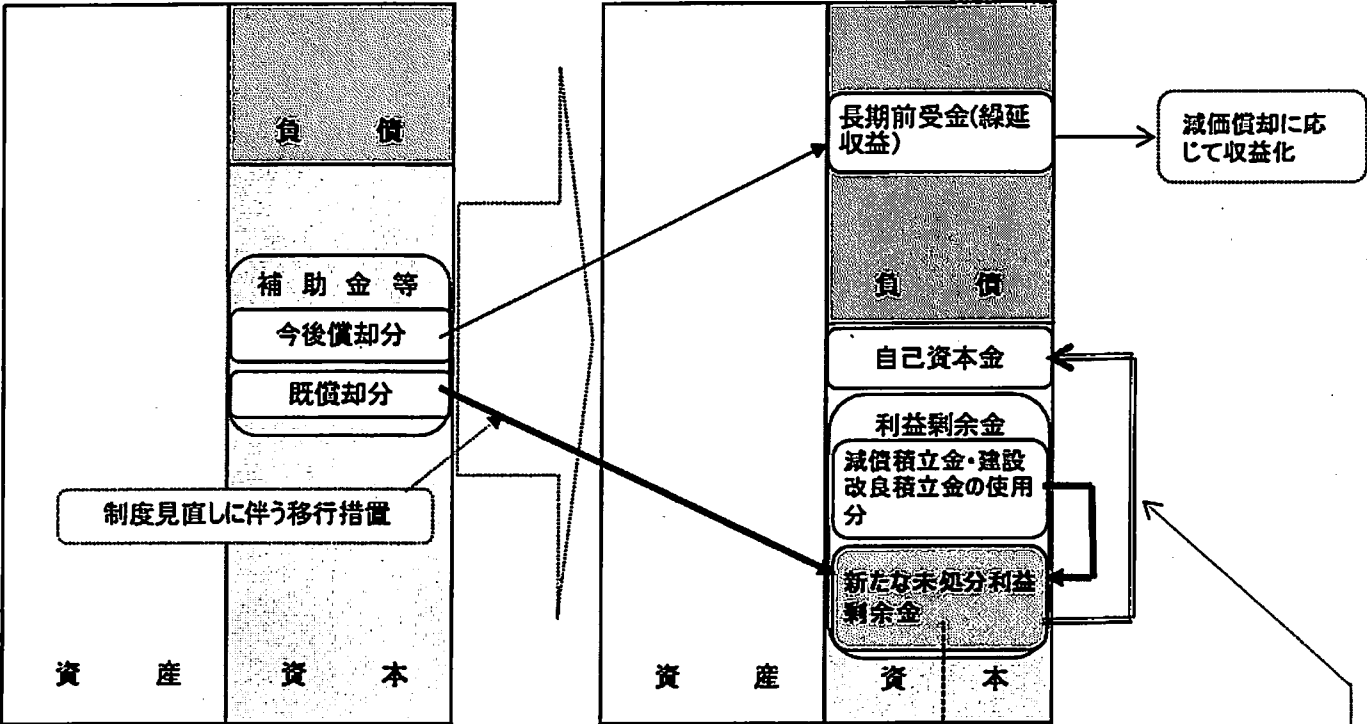 負 債
補 助 金 等
今後償却分
既償却分
制度見直しに伴う移行措置
資 産
資 本
長期前受金(繰延
収益)
減価償却に応
じて収益化
負 債
自己資本金
利益剰余金
減債積立金・建設
改良積立金の使用
分
新たな未処分利益
剰余金
資 産
資 本